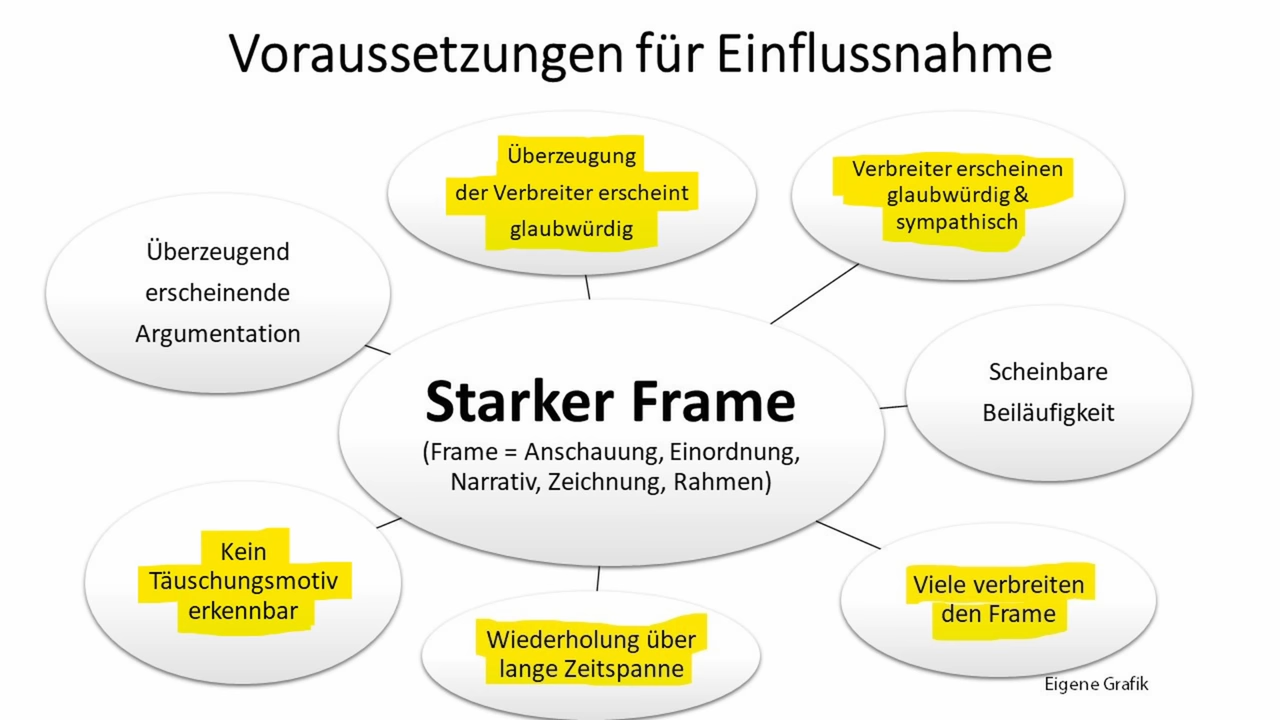 Voraussetzungen für Einflussnahme
Überzeugung
der Verbreiter erscheint
glaubwürdig
Verbreiter erscheinen
glaubwürdig &
sympathisch
Überzeugend
erscheinende
Argumentation
Scheinbare
Beiläufigkeit
Starker Frame
(Frame = Anschauung, Einordnung,
Narrativ, Zeichnung, Rahmen)
Kein
Täuschungsmotiv
erkennbar
Wiederholung über
lange Zeitspanne
Viele verbreiten
den Frame
Eigene Grafik